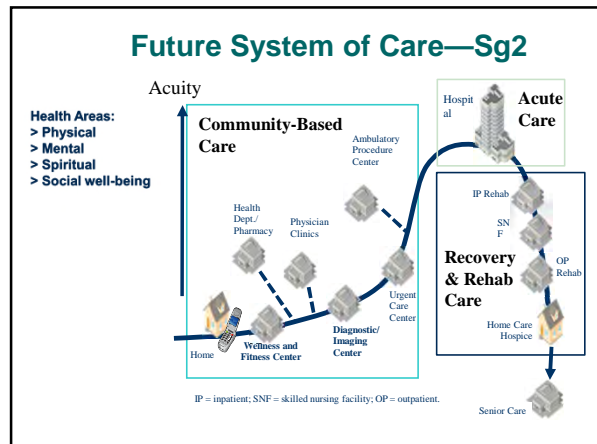 Future System of Care—Sg2
Acuity
Health Areas:
> Physical
> Mental
> Spiritual
> Social well-being
Community-Based
Care
Ambulatory
Procedure
Center
Health
Dept./
Pharmacy
Physician
Clinics
Home
Wellness and
Fitness Center
Diagnostic/
Imaging
Center
Urgent
Care
Center
Hospit
al
Acute
Care
IP Rehab
SN
F
OP
Rehab
Recovery
& Rehab
Care
Home Care
Hospice
Senior Care
IP = inpatient; SNF = skilled nursing facility; OP = outpatient.